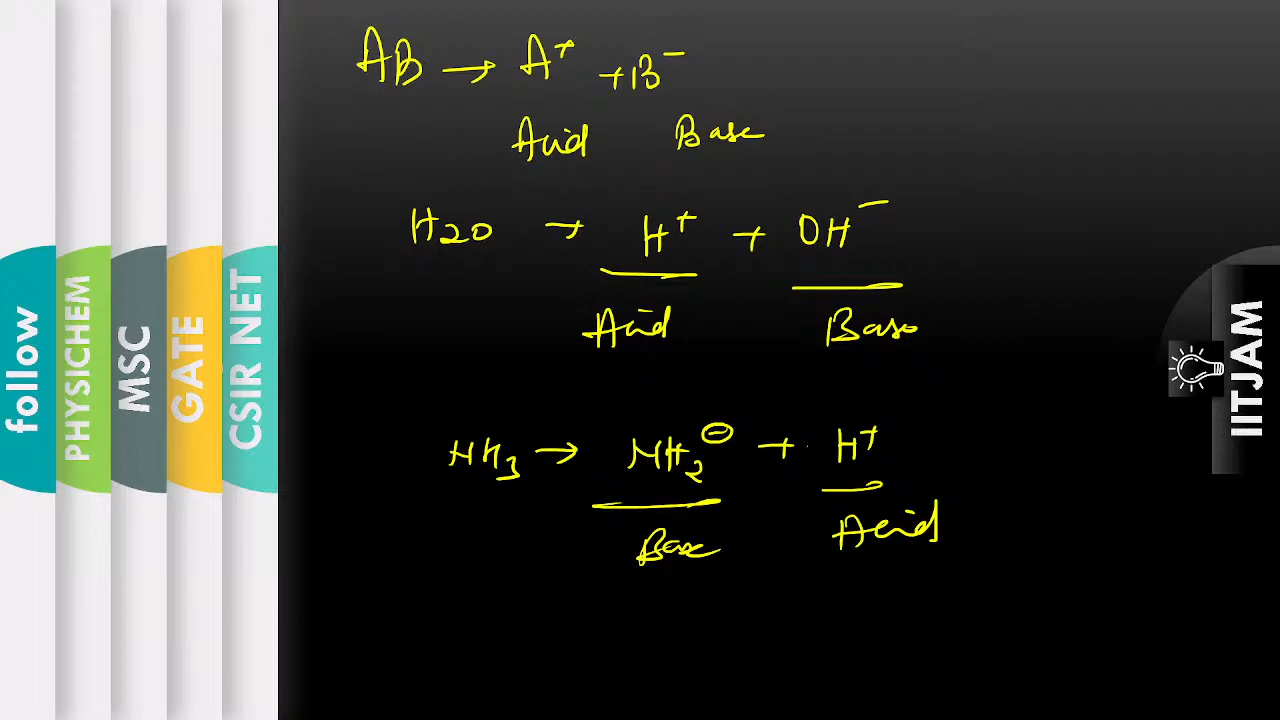 follow
PHYSICHEM
MSC
GATE
CSIR NET
AB → A⁺ + B⁻
Acid Base
H2O → H⁺ + OH⁻
Acid Base
NH₃ → NH₂⊖ + H⁺
Base Acid
IITJAM